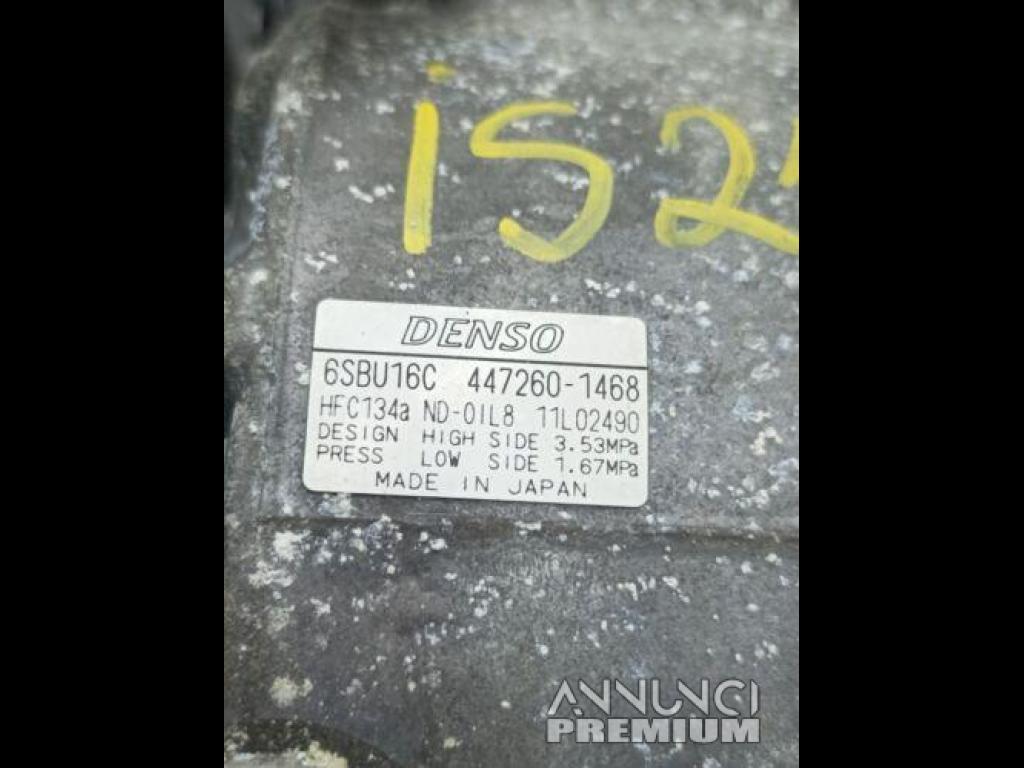 is2
DENSO
6SBU16C 447260-1468
HFC134a ND-OIL8 11L02490
DESIGN HIGH SIDE 3.53MPa
PRESS LOW SIDE 1.67MPa
MADE IN JAPAN
ANNUNCI
PREMIUM